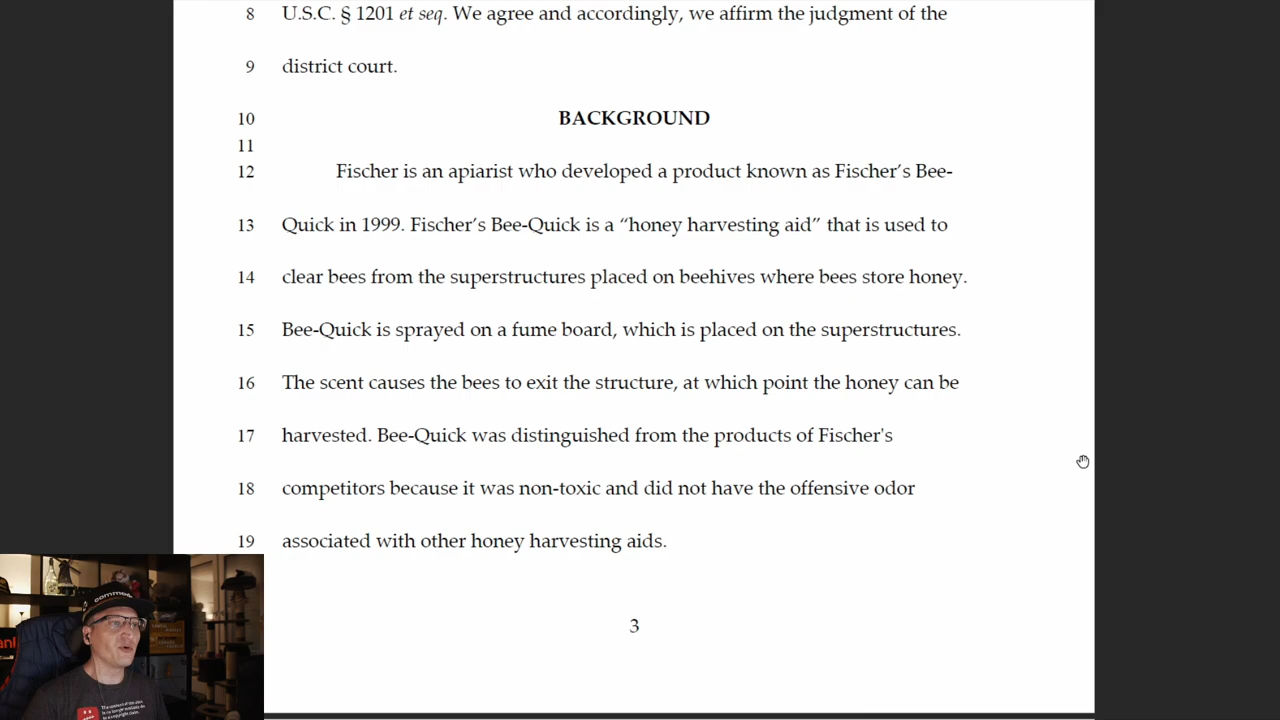 8 U.S.C. § 1201 et seq. We agree and accordingly, we affirm the judgment of the
9 district court.
10 BACKGROUND
11
12 Fischer is an apiarist who developed a product known as Fischer’s Bee-
13 Quick in 1999. Fischer’s Bee-Quick is a “honey harvesting aid” that is used to
14 clear bees from the superstructures placed on beehives where bees store honey.
15 Bee-Quick is sprayed on a fume board, which is placed on the superstructures.
16 The scent causes the bees to exit the structure, at which point the honey can be
17 harvested. Bee-Quick was distinguished from the products of Fischer's
18 competitors because it was non-toxic and did not have the offensive odor
19 associated with other honey harvesting aids.
3